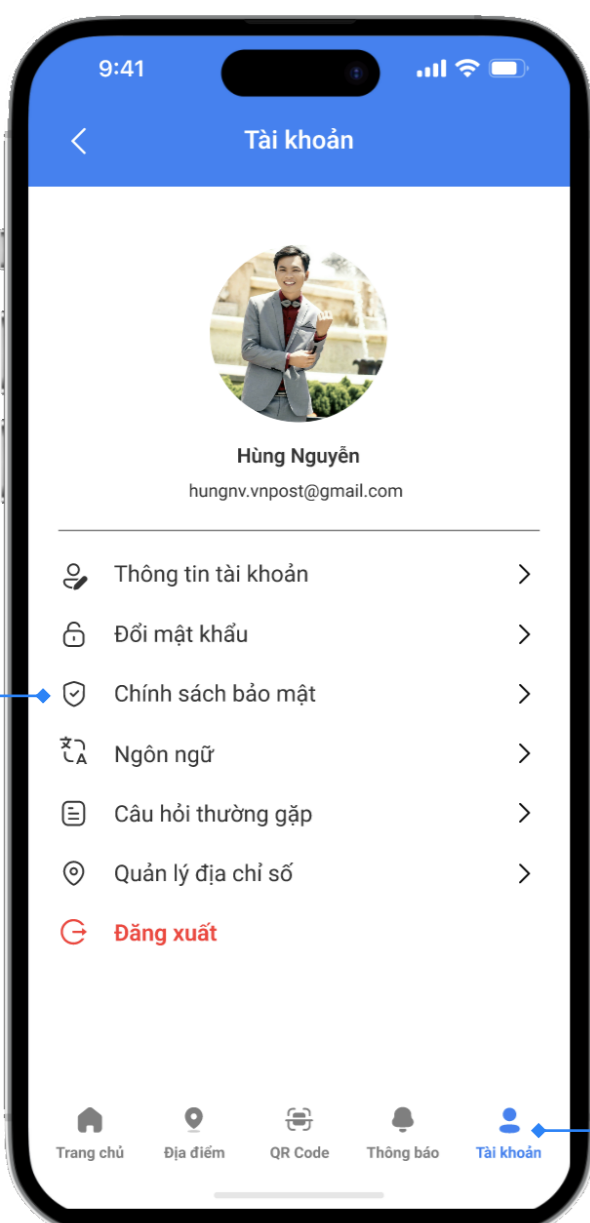 9:41
Tài khoản
Hùng Nguyễn
hungnv.vnpost@gmail.com
Thông tin tài khoản
Đổi mật khẩu
Chính sách bảo mật
Ngôn ngữ
Câu hỏi thường gặp
Quản lý địa chỉ số
Đăng xuất
Trang chủ Địa điểm QR Code Thông báo Tài khoản